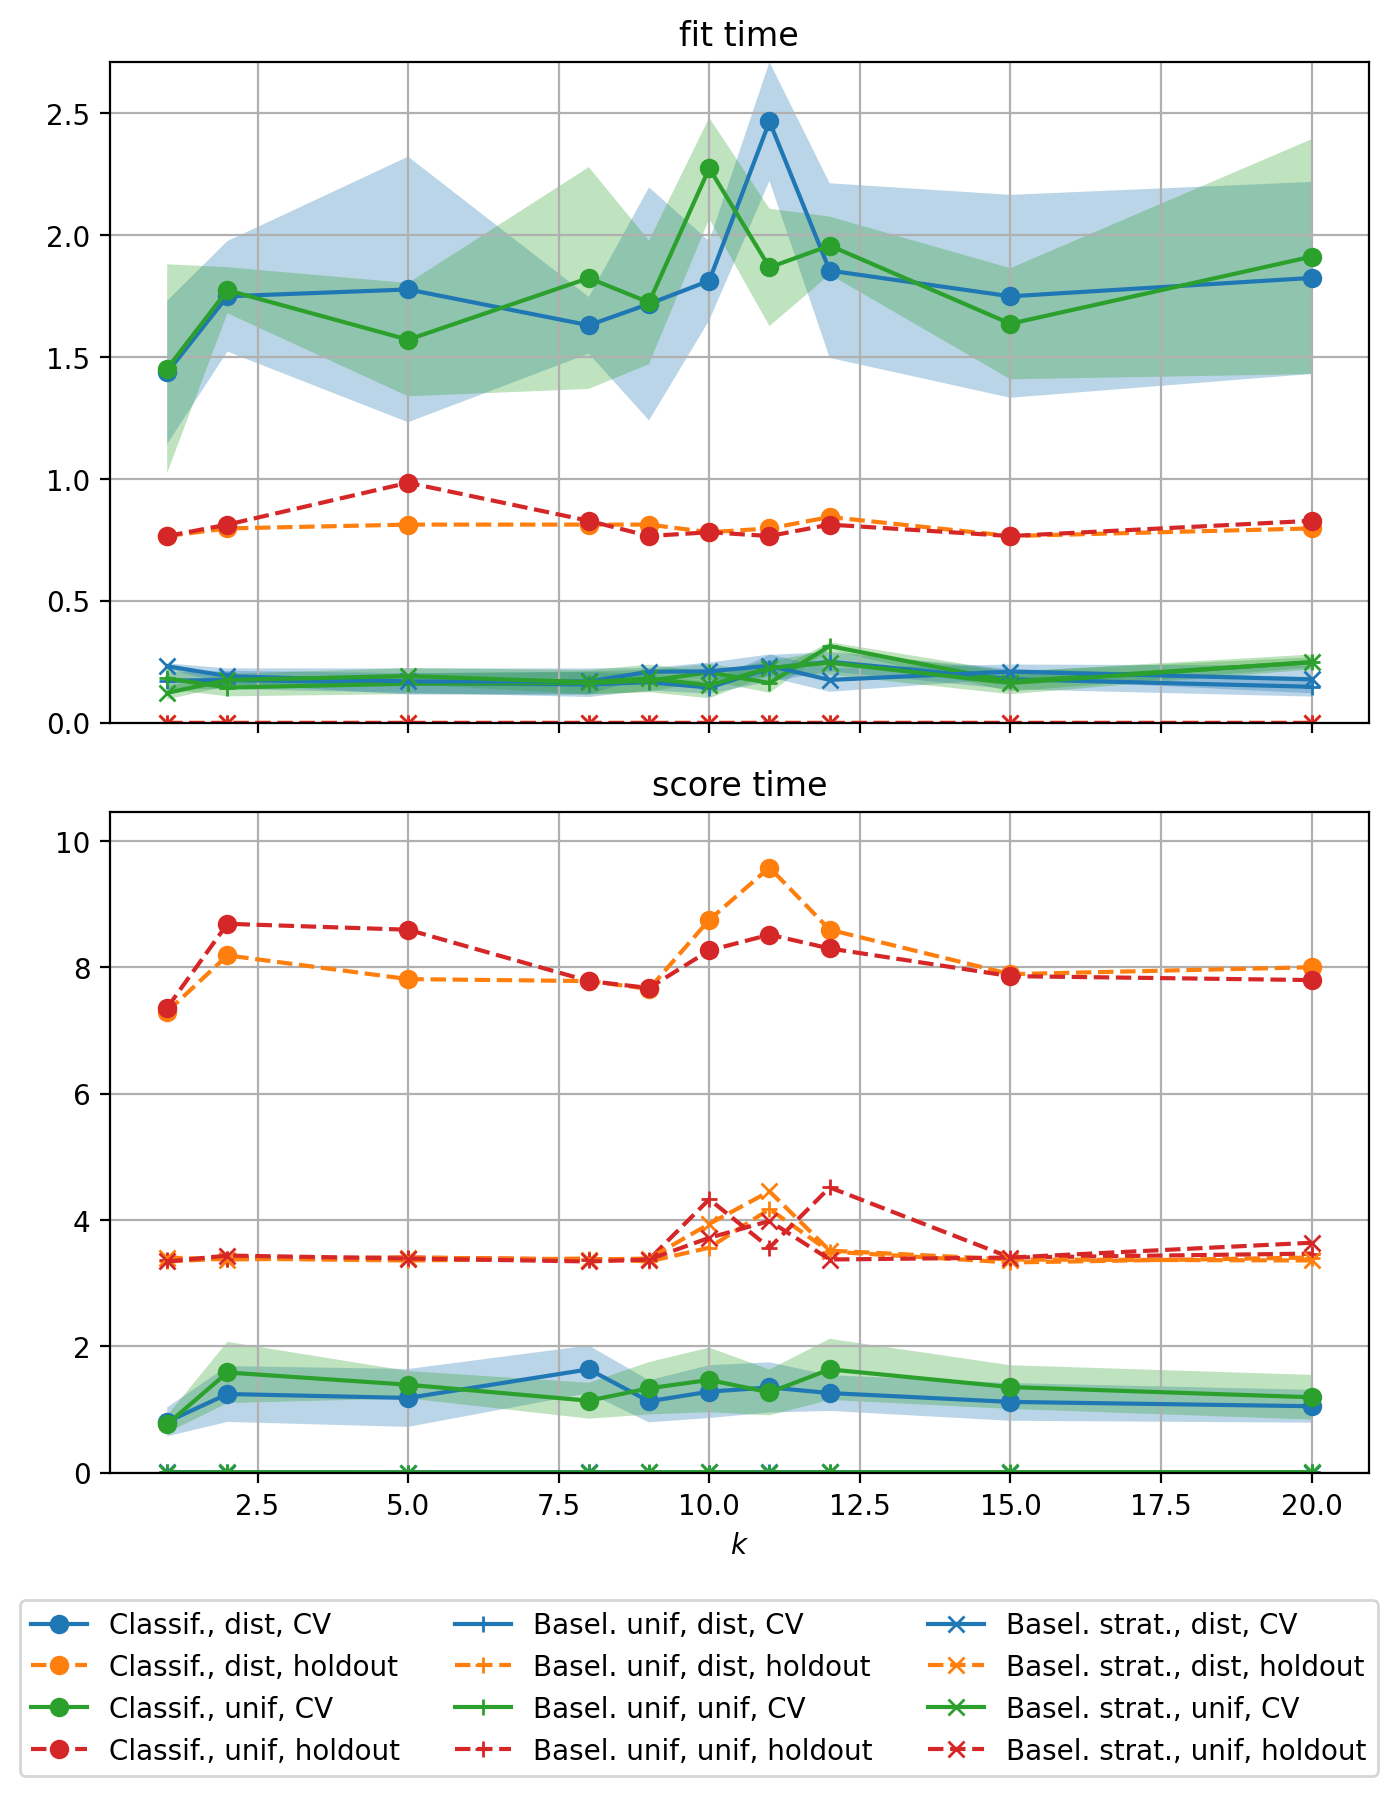 fit time
2.5
2.0
1.5
1.0
0.5
0.0
score time
10
8
6
4
2
0
2.5 5.0 7.5 10.0 12.5 15.0 17.5 20.0
k
Classif., dist, CV Basel. unif, dist, CV Basel. strat., dist, CV
Classif., dist, holdout Basel. unif, dist, holdout Basel. strat., dist, holdout
Classif., unif, CV Basel. unif, unif, CV Basel. strat., unif, CV
Classif., unif, holdout Basel. unif, unif, holdout Basel. strat., unif, holdout